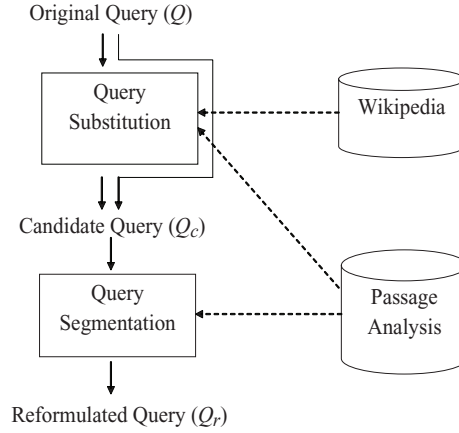 Original Query (Q)
Query
Substitution
Wikipedia
Candidate Query (Qc)
Query
Segmentation
Passage
Analysis
Reformulated Query (Qr)